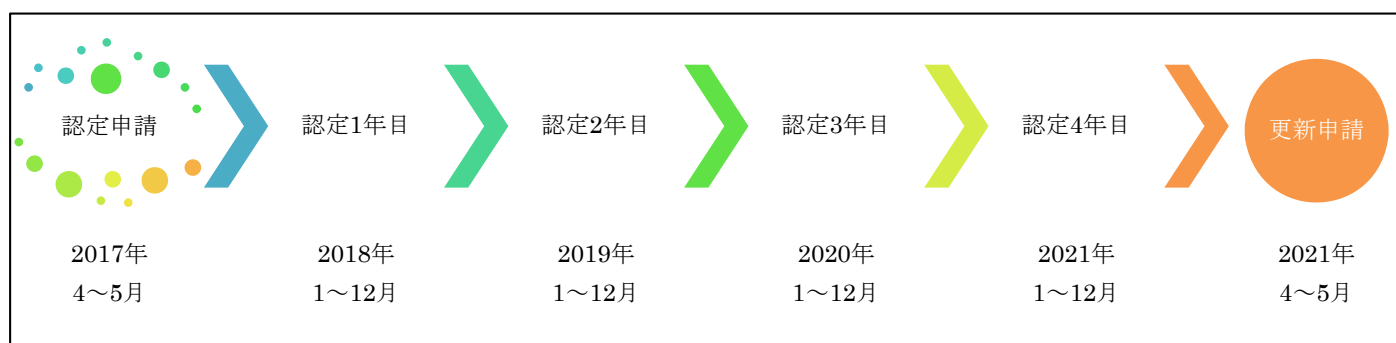 認定申請
認定1年目
認定2年目
認定3年目
認定4年目
更新申請
2017年
4～5月
2018年
1～12月
2019年
1～12月
2020年
1～12月
2021年
1～12月
2021年
4～5月